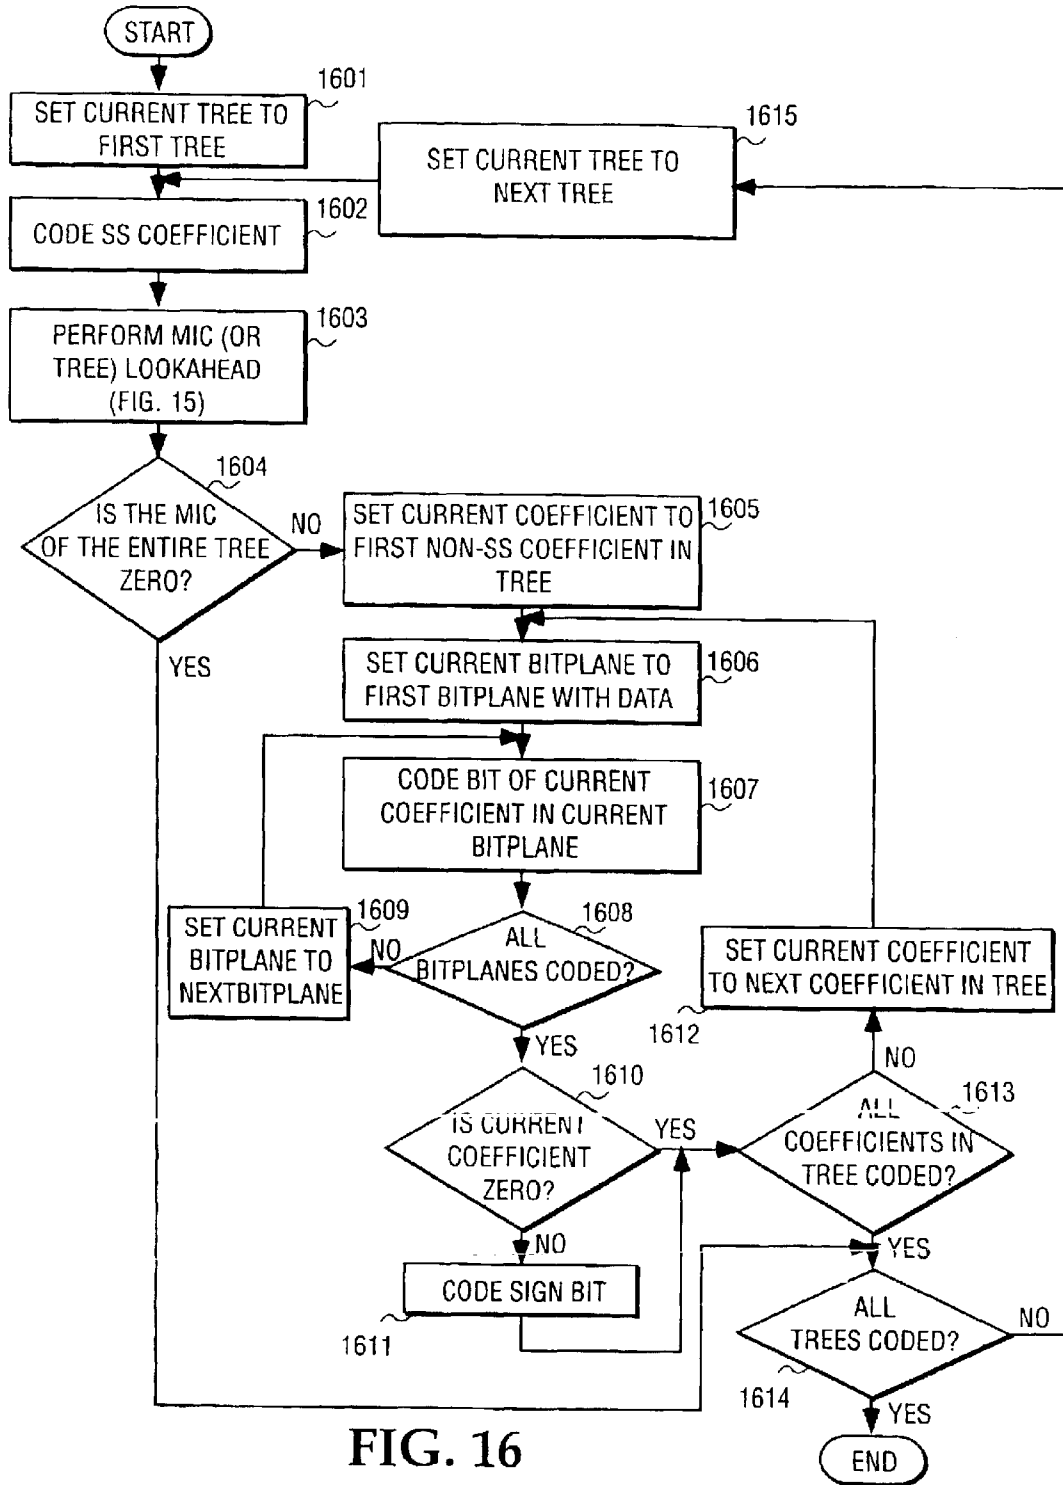 START
1601
SET CURRENT TREE TO
FIRST TREE
1615
SET CURRENT TREE TO
NEXT TREE
1602
CODE SS COEFFICIENT
1603
PERFORM MIC (OR
TREE) LOOKAHEAD
(FIG. 15)
1604
IS THE MIC
OF THE ENTIRE TREE
ZERO?
NO
YES
1605
SET CURRENT COEFFICIENT TO
FIRST NON-SS COEFFICIENT IN
TREE
1606
SET CURRENT BITPLANE TO
FIRST BITPLANE WITH DATA
1607
CODE BIT OF CURRENT
COEFFICIENT IN CURRENT
BITPLANE
1608
ALL
BITPLANES CODED?
NO
1609
SET CURRENT
BITPLANE TO
NEXTBITPLANE
YES
1610
IS CURRENT
COEFFICIENT
ZERO?
YES
NO
CODE SIGN BIT
1611
SET CURRENT COEFFICIENT
TO NEXT COEFFICIENT IN TREE
1612
NO
1613
ALL
COEFFICIENTS IN
TREE CODED?
YES
ALL
TREES CODED?
NO
1614
YES
END
FIG. 16